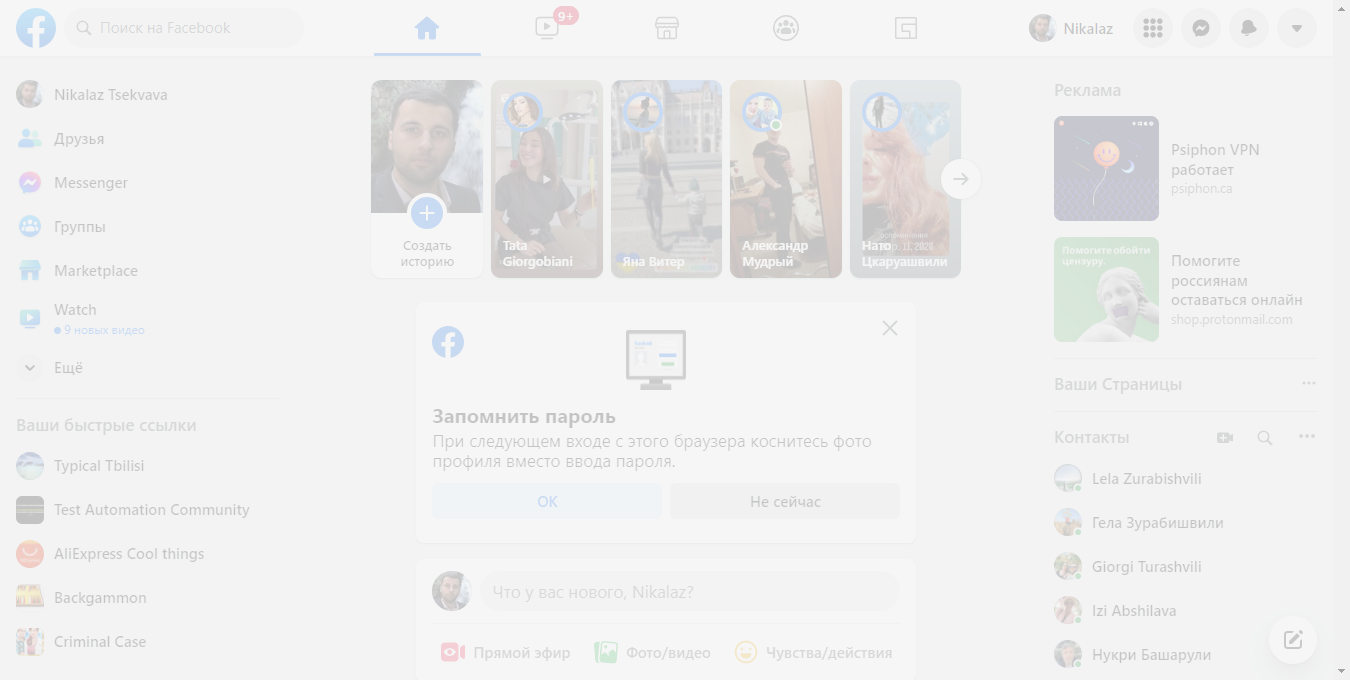 Поиск на Facebook
9+
Nikalaz
Nikalaz Tsekvava
Друзья
Messenger
Группы
Marketplace
Watch
9 новых видео
Ещё
Ваши быстрые ссылки
Typical Tbilisi
Test Automation Community
AliExpress Cool things
Backgammon
Criminal Case
Создать
историю
Tata
Giorgobiani
Яна Витер
Александр
Мудрый
Нато
Цкаруашвили
Запомнить пароль
При следующем входе с этого браузера коснитесь фото
профиля вместо ввода пароля.
ОК
Не сейчас
Что у вас нового, Nikalaz?
Прямой эфир
Фото/видео
Чувства/действия
Реклама
Psiphon VPN
работает
psiphon.ca
Помогите обойти
цензуру.
Помогите
россиянам
оставаться онлайн
shop.protonmail.com
Ваши Страницы
Контакты
Lela Zurabishvili
Гела Зурабишвили
Giorgi Turashvili
Izi Abshilava
Нукри Башарули